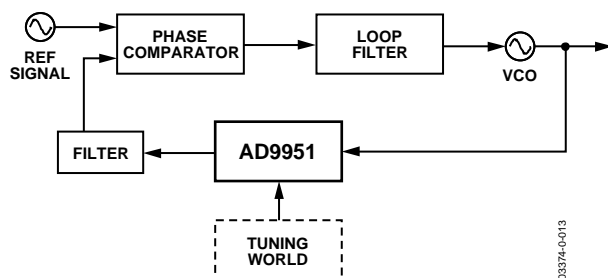 REF
SIGNAL
PHASE
COMPARATOR
LOOP
FILTER
VCO
FILTER
AD9951
TUNING
WORLD
03374-0-013